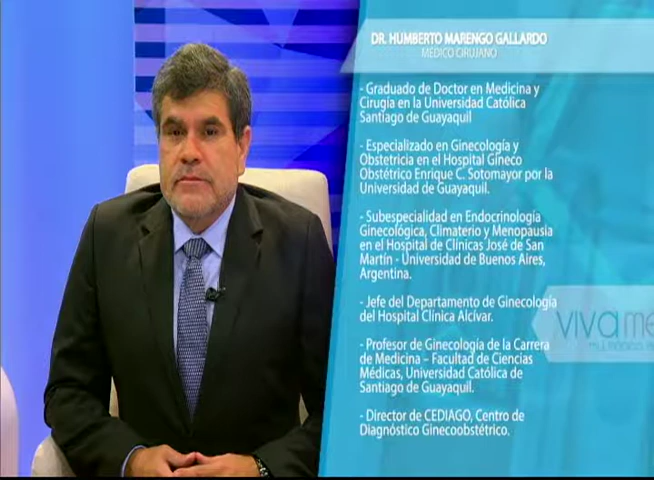 DR. HUMBERTO MARENGO GALLARDO
MÉDICO CIRUJANO
- Graduado de Doctor en Medicina y
Cirugía en la Universidad Católica
Santiago de Guayaquil
- Especializado en Ginecología y
Obstetricia en el Hospital Gineco
Obstétrico Enrique C. Sotomayor por la
Universidad de Guayaquil.
- Subespecialidad en Endocrinología
Ginecológica, Climaterio y Menopausia
en el Hospital de Clínicas José de San
Martín - Universidad de Buenos Aires,
Argentina.
- Jefe del Departamento de Ginecología
del Hospital Clínica Alcívar.
vivame
- Profesor de Ginecología de la Carrera
de Medicina – Facultad de Ciencias
Médicas, Universidad Católica de
Santiago de Guayaquil.
- Director de CEDIAGO, Centro de
Diagnóstico Ginecoobstétrico.